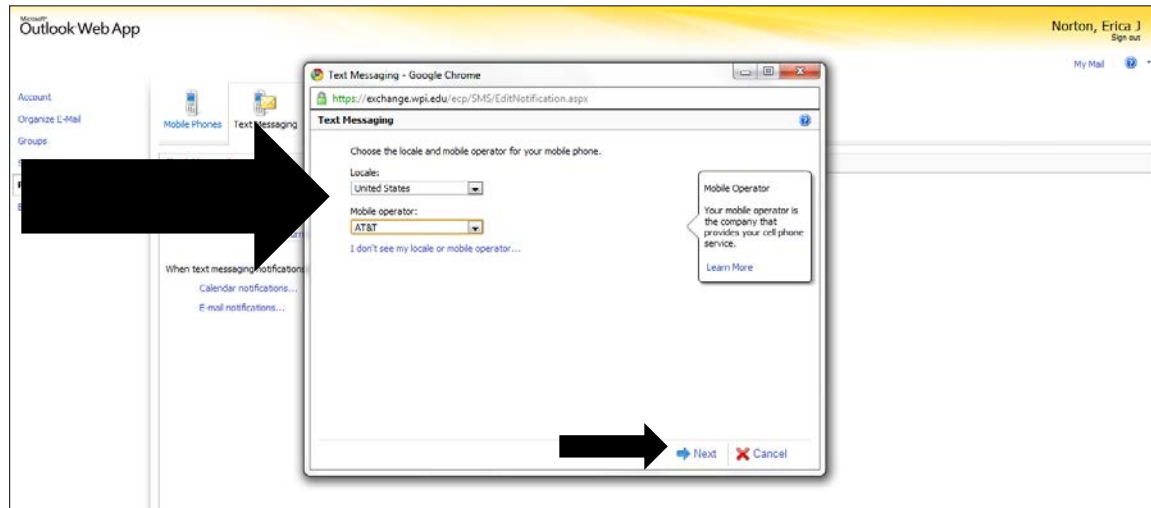 Microsoft®
Outlook Web App
Norton, Erica J
Sign out
My Mail
Account
Organize E-Mail
Groups
Mobile Phones
Text Messaging
When text messaging notifications
Calendar notifications...
E-mail notifications...
Text Messaging - Google Chrome
https://exchange.wpi.edu/ecp/SMS/EditNotification.aspx
Text Messaging
Choose the locale and mobile operator for your mobile phone.
Locale:
United States
Mobile operator:
AT&T
I don't see my locale or mobile operator...
Mobile Operator
Your mobile operator is
the company that
provides your cell phone
service.
Learn More
Next
Cancel